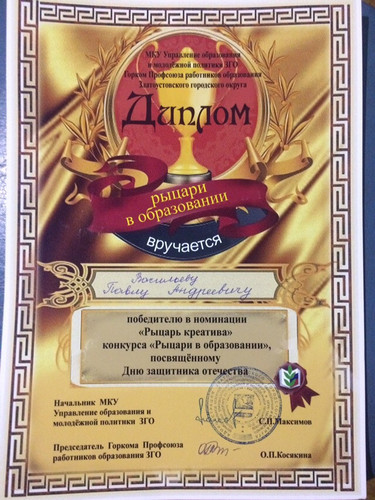 МКУ Управление образования
и молодёжной политики ЗГО
Горком Профсоюза работников образования
Златоустовского городского округа
Диплом
рыцари
в образовании
вручается
Васильеву
Павлу Андреевичу
победителю в номинации
«Рыцарь креатива»
конкурса «Рыцари в образовании»,
посвящённому
Дню защитника отечества
Начальник МКУ
Управление образования и
молодёжной политики ЗГО
С.П.Максимов
Председатель Горкома Профсоюза
работников образования ЗГО
О.П.Косякина